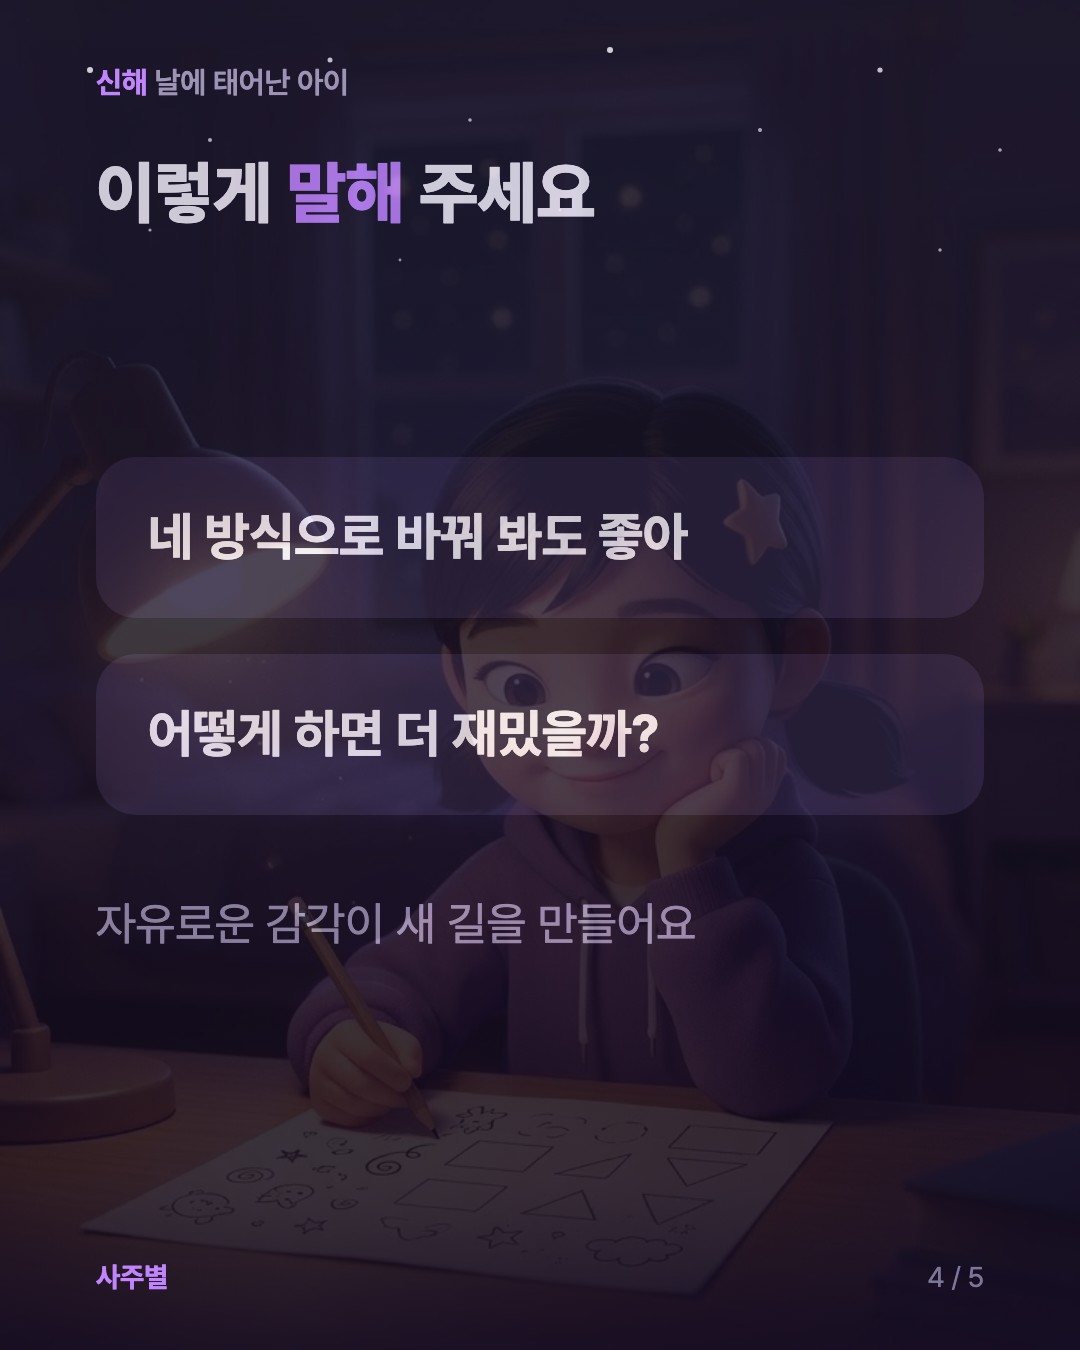 신해 날에 태어난 아이
이렇게 말해 주세요
네 방식으로 바꿔 봐도 좋아
어떻게 하면 더 재밌을까?
자유로운 감각이 새 길을 만들어요
사주별
4 / 5